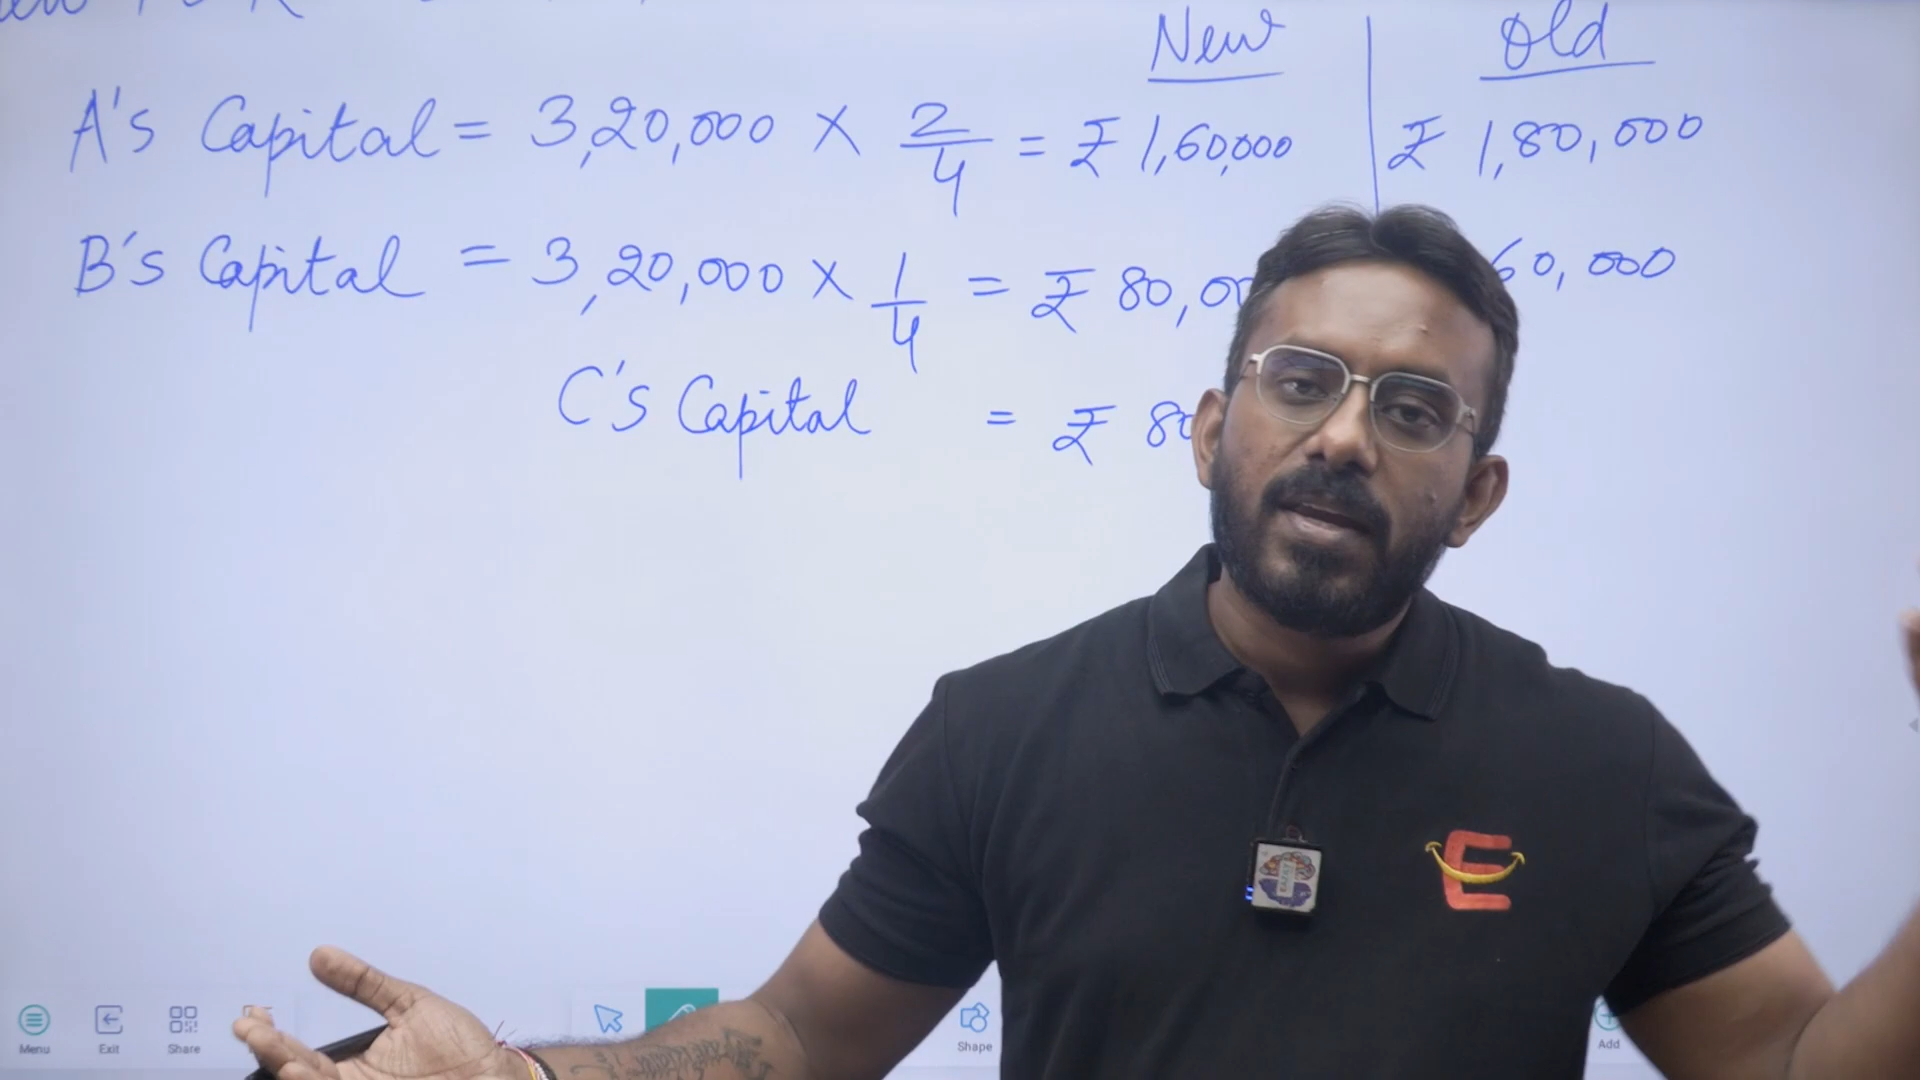 New Old
A's Capital = 3,20,000 × 2/4 = ₹ 1,60,000 ₹ 1,80,000
B's Capital = 3,20,000 × 1/4 = ₹ 80,00 60,000
C's Capital = ₹ 80
E
Menu Exit Share Shape Add